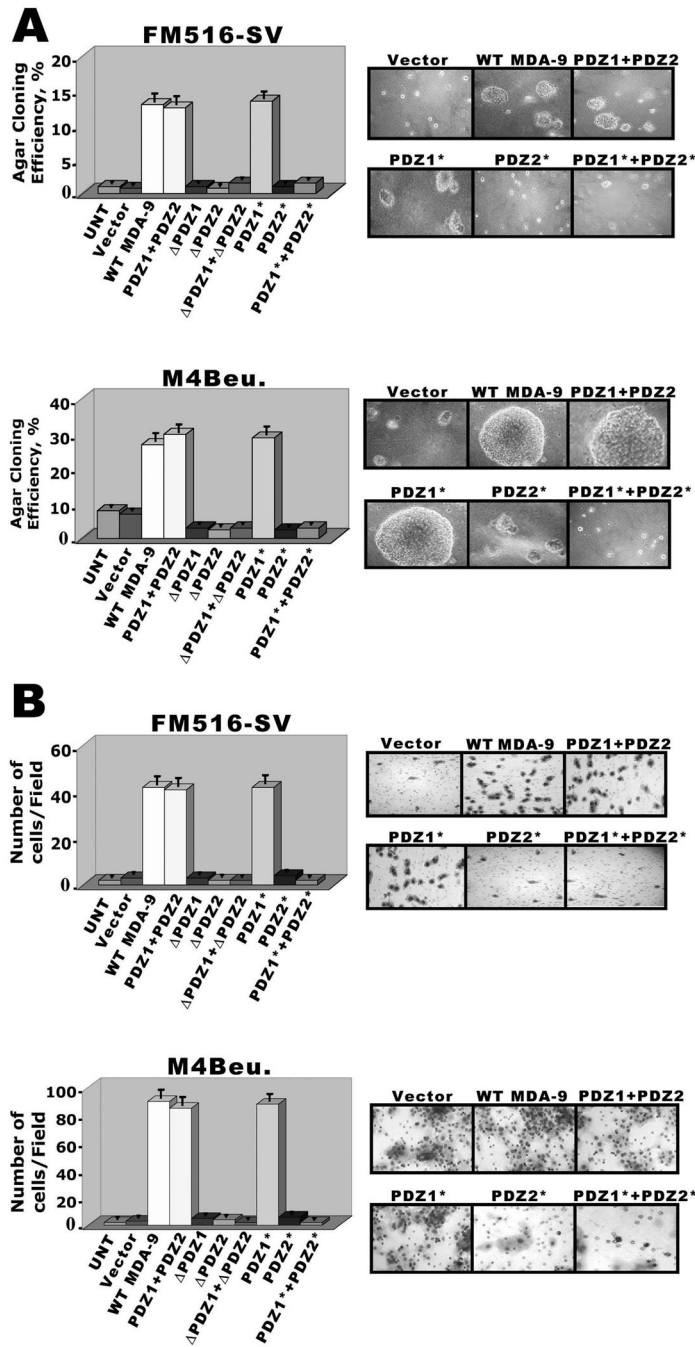 A
FM516-SV
Agar Cloning
Efficiency, %
20
15
10
5
0
UNT
Vector
WT MDA-9
PDZ1+PDZ2
ΔPDZ1
ΔPDZ2
ΔPDZ1+ΔPDZ2
PDZ1*
PDZ2*
PDZ1*+PDZ2*
Vector WT MDA-9 PDZ1+PDZ2
PDZ1* PDZ2* PDZ1*+PDZ2*
M4Beu.
Agar Cloning
Efficiency, %
40
30
20
10
0
UNT
Vector
WT MDA-9
PDZ1+PDZ2
ΔPDZ1
ΔPDZ2
ΔPDZ1+ΔPDZ2
PDZ1*
PDZ2*
PDZ1*+PDZ2*
Vector WT MDA-9 PDZ1+PDZ2
PDZ1* PDZ2* PDZ1*+PDZ2*
B
FM516-SV
Number of
cells/Field
60
40
20
0
UNT
Vector
WT MDA-9
PDZ1+PDZ2
ΔPDZ1
ΔPDZ2
ΔPDZ1+ΔPDZ2
PDZ1*
PDZ2*
PDZ1*+PDZ2*
Vector WT MDA-9 PDZ1+PDZ2
PDZ1* PDZ2* PDZ1*+PDZ2*
M4Beu.
Number of
cells/Field
100
80
60
40
20
0
UNT
Vector
WT MDA-9
PDZ1+PDZ2
ΔPDZ1
ΔPDZ2
ΔPDZ1+ΔPDZ2
PDZ1*
PDZ2*
PDZ1*+PDZ2*
Vector WT MDA-9 PDZ1+PDZ2
PDZ1* PDZ2* PDZ1*+PDZ2*